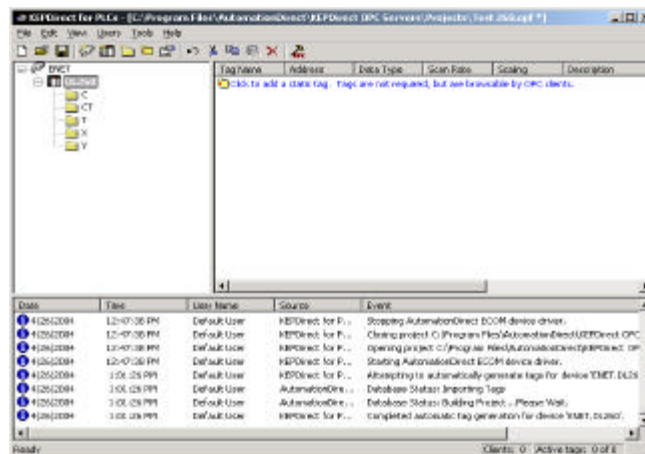 KEPDirect for PLCs - [C:\Program Files\AutomationDirect\KEPDirect OPC Servers\Projects\Test 260.opf *]
File Edit View Users Tools Help
ENET
C
CT
T
X
Y
Tag Name Address Data Type Scan Rate Scaling Description
Click to add a static tag. Tags are not required, but are browsable by OPC clients.
Date Time User Name Source Event
4/26/2004 12:47:38 PM Default User KEPDirect for P... Stopping AutomationDirect ECOM device driver.
4/26/2004 12:47:38 PM Default User KEPDirect for P... Closing project C:\Program Files\AutomationDirect\KEPDirect OPC
4/26/2004 12:47:38 PM Default User KEPDirect for P... Opening project C:\Program Files\AutomationDirect\KEPDirect OP
4/26/2004 12:47:38 PM Default User KEPDirect for P... Starting AutomationDirect ECOM device driver.
4/26/2004 1:01:26 PM Default User KEPDirect for P... Attempting to automatically generate tags for device 'ENET.DL260'
4/26/2004 1:01:26 PM Default User AutomationDire... Database Status: Importing Tags
4/26/2004 1:01:26 PM Default User AutomationDire... Database Status: Building Project ...Please Wait.
4/26/2004 1:01:26 PM Default User KEPDirect for P... Completed automatic tag generation for device 'ENET.DL260'.
Ready Clients: 0 Active tags: 0 of 0